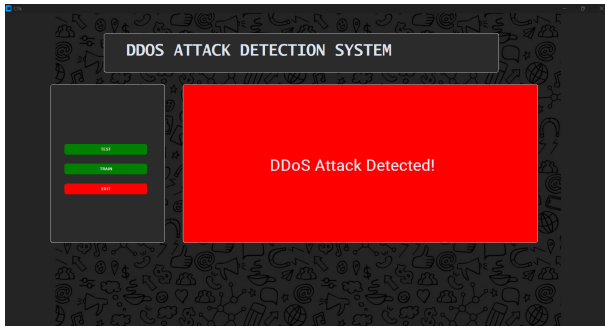 DDOS ATTACK DETECTION SYSTEM
TEST
TRAIN
EXIT
DDoS Attack Detected!